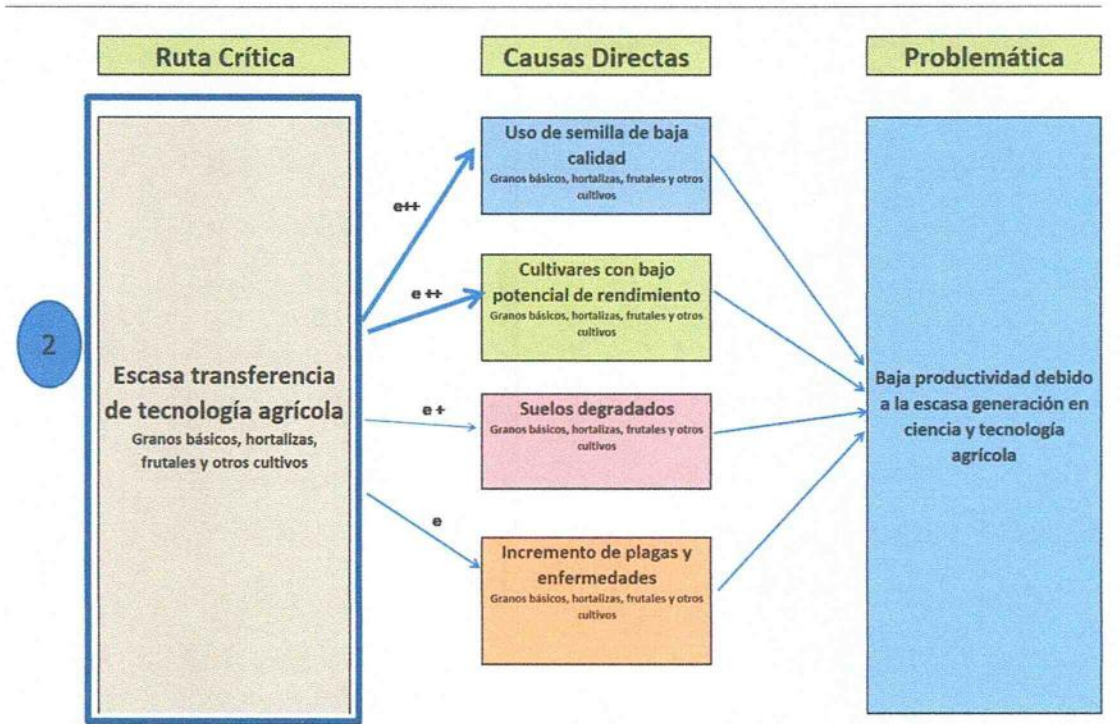 Ruta Crítica
Causas Directas
Problemática
2
Escasa transferencia
de tecnología agrícola
Granos básicos, hortalizas,
frutales y otros cultivos
e++
e ++
e +
e
Uso de semilla de baja
calidad
Granos básicos, hortalizas, frutales y otros
cultivos
Cultivares con bajo
potencial de rendimiento
Granos básicos, hortalizas, frutales y otros
cultivos
Suelos degradados
Granos básicos, hortalizas, frutales y otros
cultivos
Incremento de plagas y
enfermedades
Granos básicos, hortalizas, frutales y otros
cultivos
Baja productividad debido
a la escasa generación en
ciencia y tecnología
agrícola